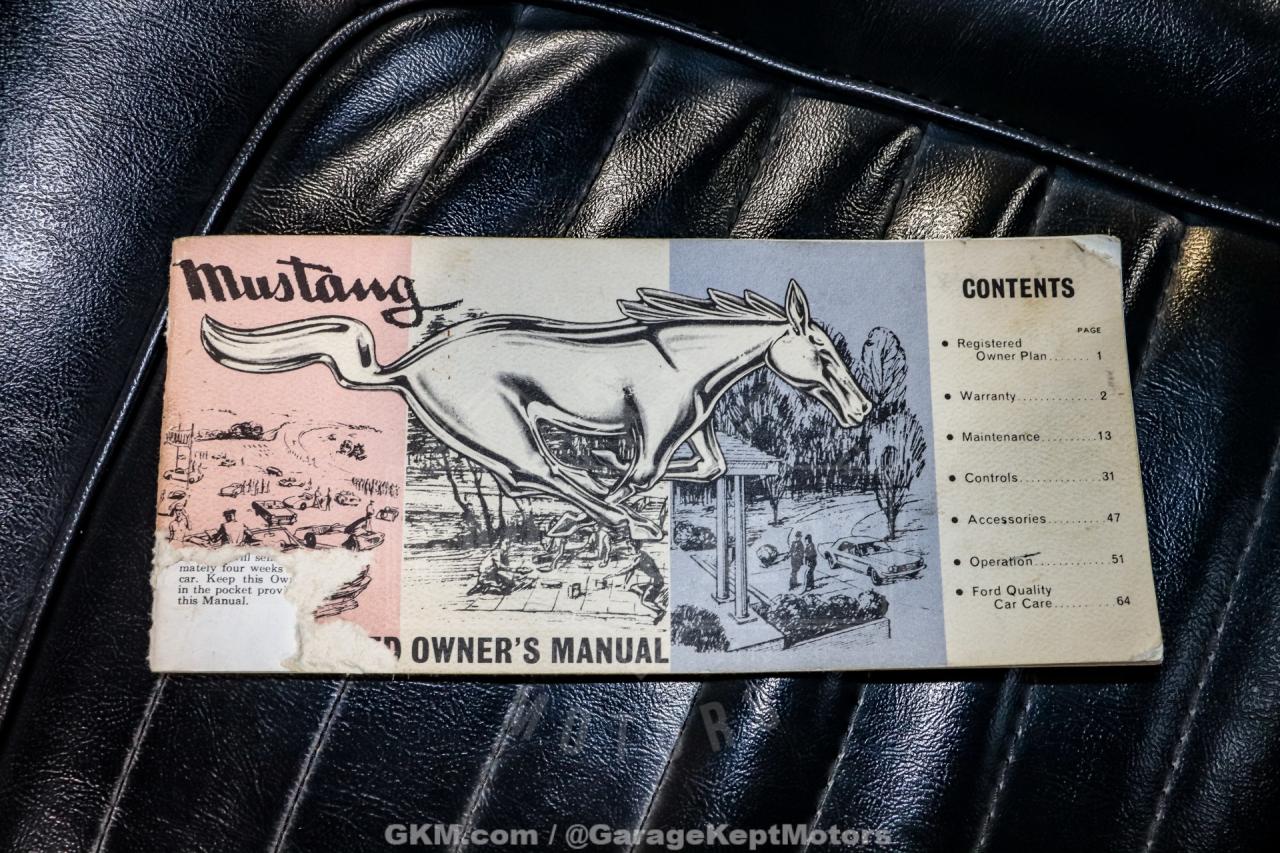 Mustang
CONTENTS
PAGE
• Registered
Owner Plan....... 1
• Warranty............ 2
• Maintenance.........13
• Controls..............31
• Accessories..........47
• Operation.............51
• Ford Quality
Car Care..........64
mately four weeks
car. Keep this
in the pocket
this Manual.
OWNER'S MANUAL
MOTOR
GKM.com / @GarageKeptMotors